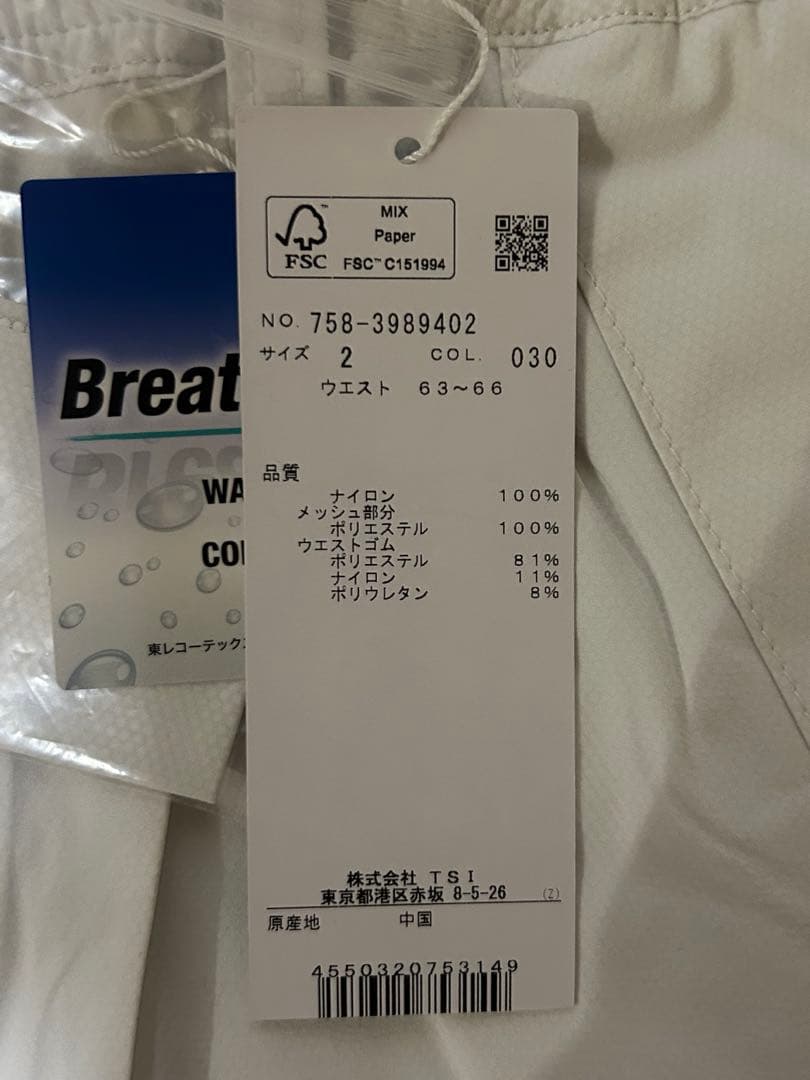 MIX
Paper
FSC™ C151994
FSC
NO. 758-3989402
サイズ 2 COL. 030
ウエスト 63～66
品質
ナイロン 100%
メッシュ部分
ポリエステル 100%
ウエストゴム
ポリエステル 81%
ナイロン 11%
ポリウレタン 8%
株式会社 TSI
東京都港区赤坂 8-5-26 (Z)
原産地 中国
4550320753149
Breat
WA
COI
東レコーテックス